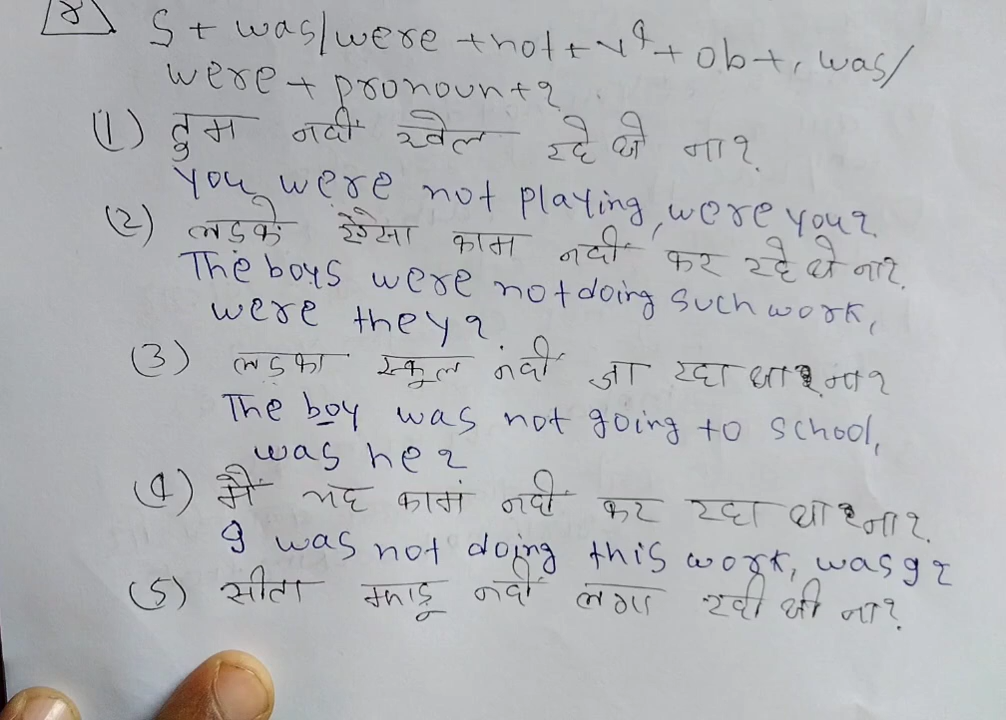 ४ S + was/were + not + v⁴ + ob+, was/
were + pronoun + ?
(1) तुम नहीं खेल रहे थे ना?
You were not playing, were you?
(2) लड़के ऐसा काम नहीं कर रहे थे ना?
The boys were not doing such work,
were they?
(3) लड़का स्कूल नहीं जा रहा था ना?
The boy was not going to school,
was he?
(4) मैं यह काम नहीं कर रहा था ना?
I was not doing this work, was I?
(5) सीता झाडू नहीं लगा रही थी ना?